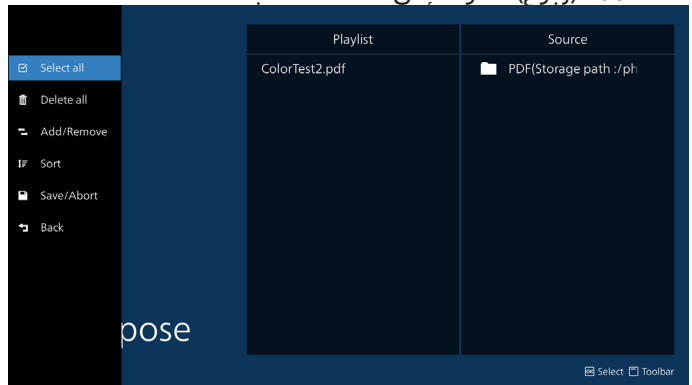 Playlist
Source
Select all
ColorTest2.pdf
PDF(Storage path :/ph
Delete all
Add/Remove
Sort
Save/Abort
Back
pose
Select
Toolbar